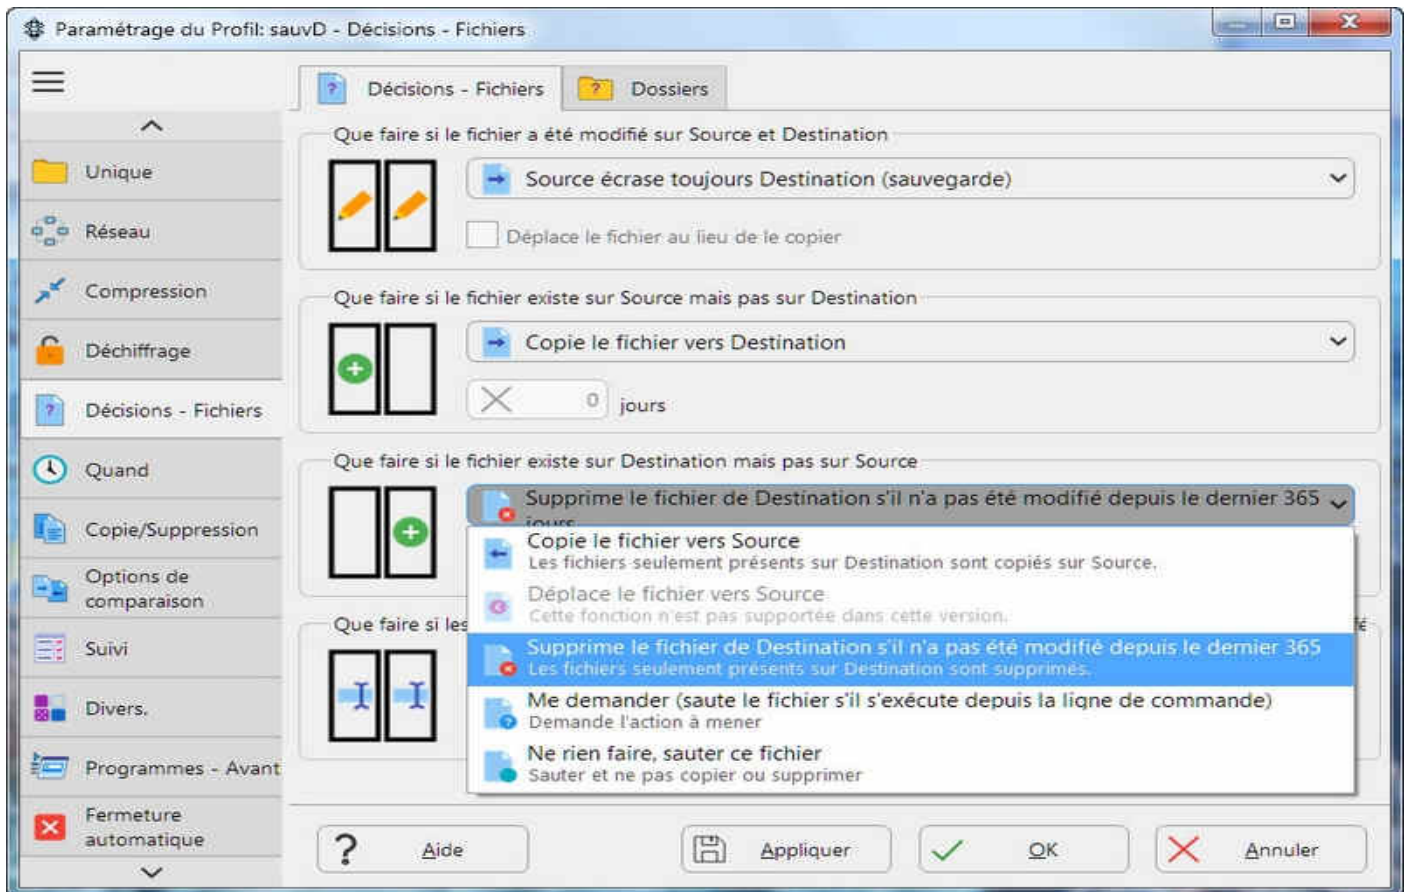 Paramétrage du Profil: sauvD - Décisions - Fichiers
Décisions - Fichiers
Dossiers
Unique
Réseau
Compression
Déchiffrage
Décisions - Fichiers
Quand
Copie/Suppression
Options de
comparaison
Suivi
Divers.
Programmes - Avant
Fermeture
automatique
Que faire si le fichier a été modifié sur Source et Destination
Source écrase toujours Destination (sauvegarde)
Déplace le fichier au lieu de le copier
Que faire si le fichier existe sur Source mais pas sur Destination
Copie le fichier vers Destination
0 jours
Que faire si le fichier existe sur Destination mais pas sur Source
Supprime le fichier de Destination s'il n'a pas été modifié depuis le dernier 365
jours
Copie le fichier vers Source
Les fichiers seulement présents sur Destination sont copiés sur Source.
Déplace le fichier vers Source
Cette fonction n'est pas supportée dans cette version.
Que faire si les
Supprime le fichier de Destination s'il n'a pas été modifié depuis le dernier 365
Les fichiers seulement présents sur Destination sont supprimés.
Me demander (saute le fichier s'il s'exécute depuis la ligne de commande)
Demande l'action à mener
Ne rien faire, sauter ce fichier
Sauter et ne pas copier ou supprimer
Aide
Appliquer
OK
Annuler